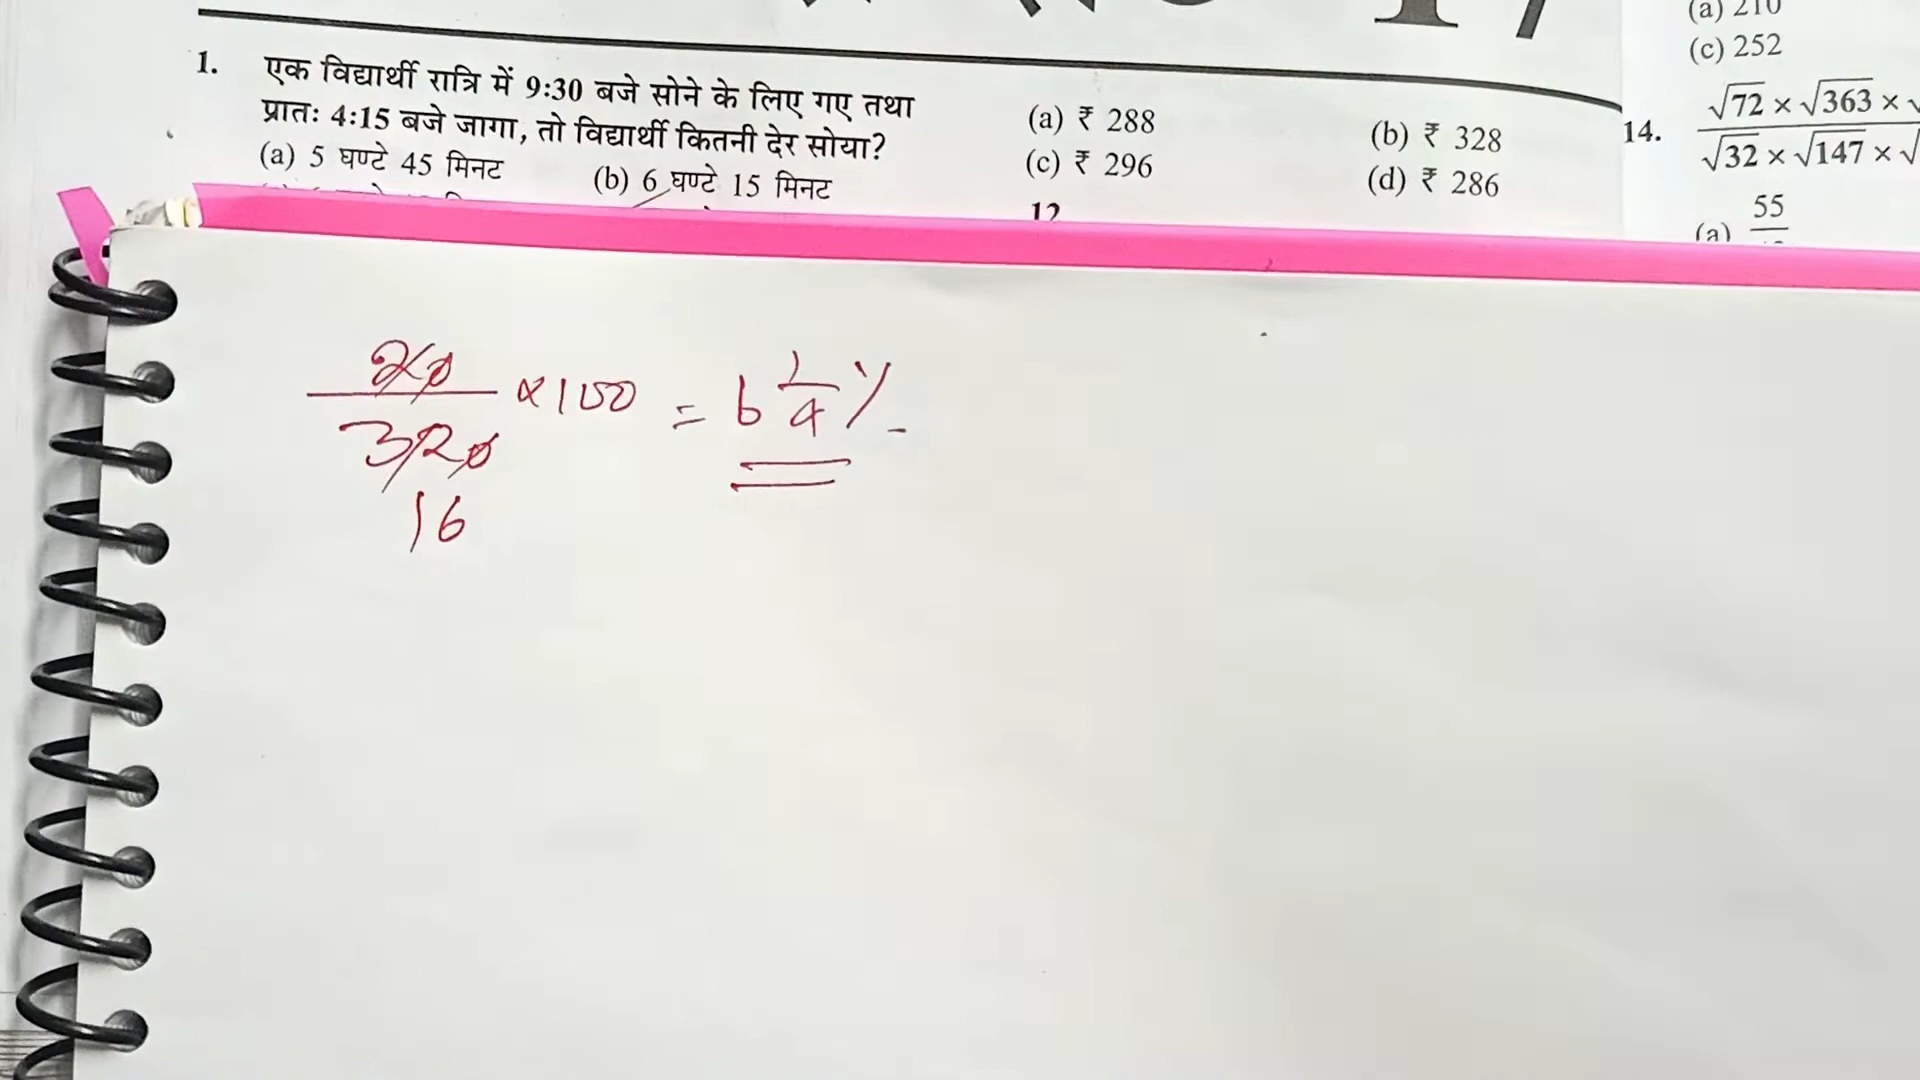 1. एक विद्यार्थी रात्रि में 9:30 बजे सोने के लिए गए तथा
प्रातः 4:15 बजे जागा, तो विद्यार्थी कितनी देर सोया?
(a) 5 घण्टे 45 मिनट (b) 6 घण्टे 15 मिनट
(a) ₹ 288 (b) ₹ 328
(c) ₹ 296 (d) ₹ 286
12
(a) 210
(c) 252
14. √72 × √363 ×
√32 × √147 ×
(a) 55
20
320 × 100 = 6 1/4 %
16